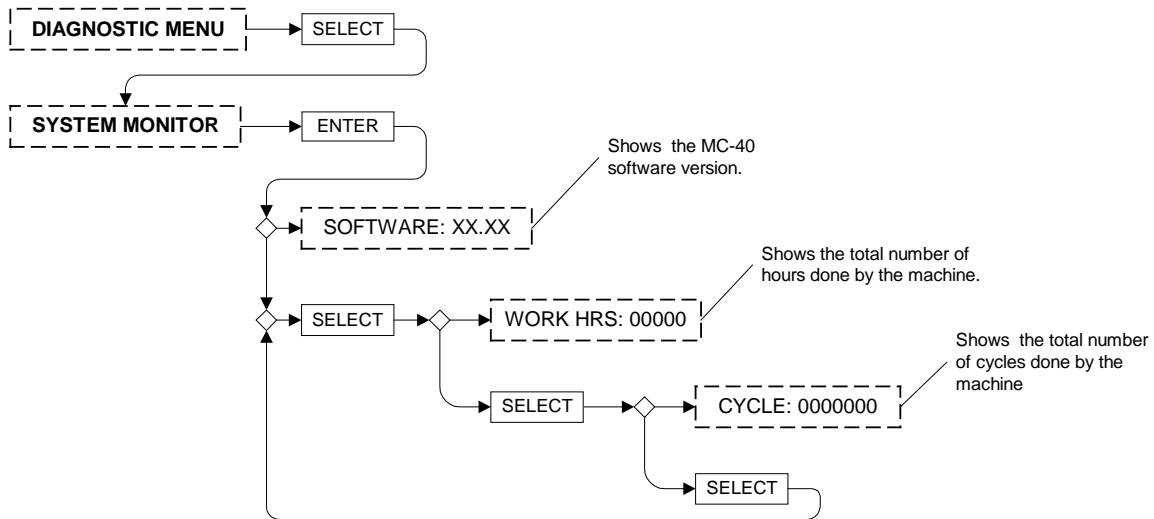 DIAGNOSTIC MENU
SELECT
SYSTEM MONITOR
ENTER
Shows the MC-40
software version.
SOFTWARE: XX.XX
Shows the total number of
hours done by the machine.
SELECT
WORK HRS: 00000
Shows the total number
of cycles done by the
machine
SELECT
CYCLE: 0000000
SELECT